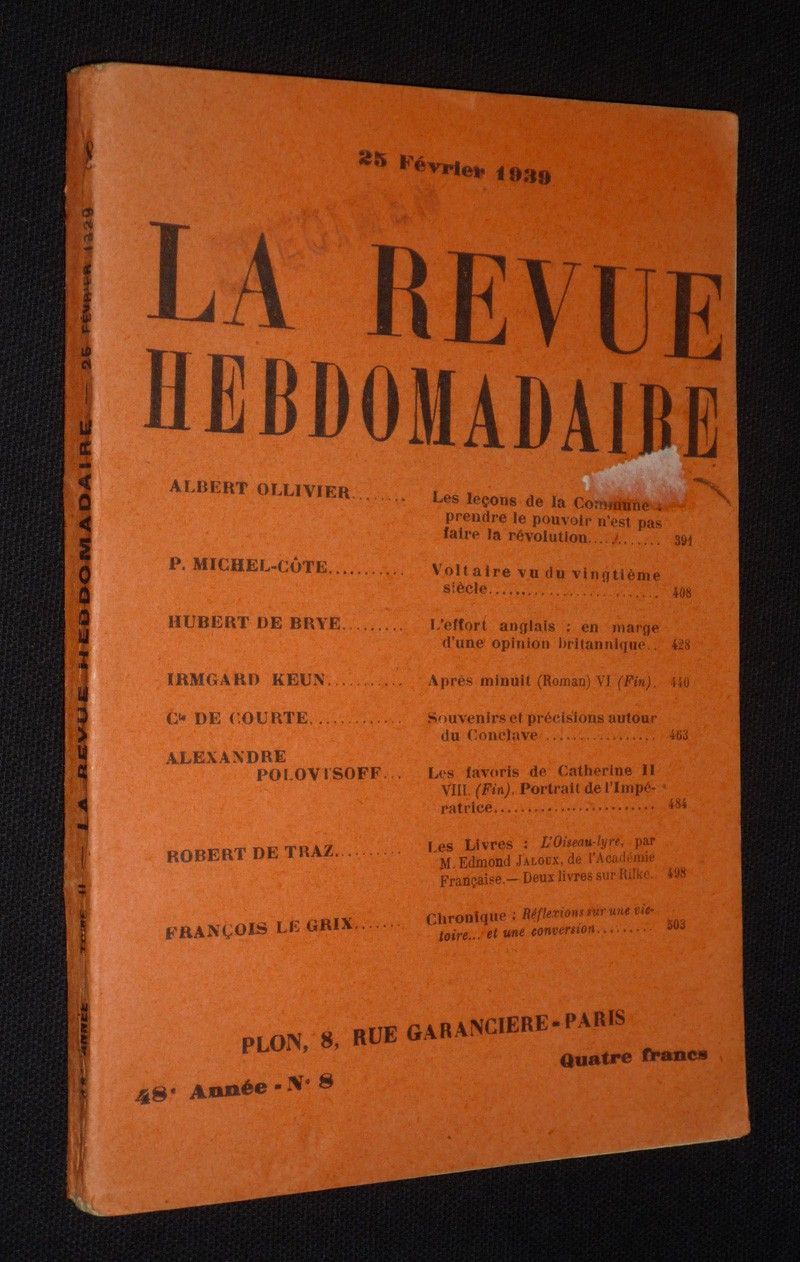 25 Février 1939
LA REVUE
HEBDOMADAIRE
ALBERT OLLIVIER........ Les leçons de la Commune :
prendre le pouvoir n'est pas
faire la révolution........... 391
P. MICHEL-CÔTE........... Voltaire vu du vingtième
siècle........................... 408
HUBERT DE BRYE......... L'effort anglais : en marge
d'une opinion britannique.. 428
IRMGARD KEUN........... Après minuit (Roman) VI (Fin). 440
Cte DE COURTE............ Souvenirs et précisions autour
du Conclave ................ 463
ALEXANDRE
POLOVTSOFF... Les favoris de Catherine II
VIII. (Fin). Portrait de l'Impé-
ratrice......................... 484
ROBERT DE TRAZ......... Les Livres : L'Oiseau-lyre, par
M. Edmond JALOUX, de l'Académie
Française.— Deux livres sur Rilke.. 498
FRANÇOIS LE GRIX....... Chronique : Réflexions sur une vic-
toire... et une conversion......... 503
PLON, 8, RUE GARANCIERE-PARIS
48e Année - No 8
Quatre francs
ANNÉE — TOME II — LA REVUE HEBDOMADAIRE — 25 FÉVRIER 1329